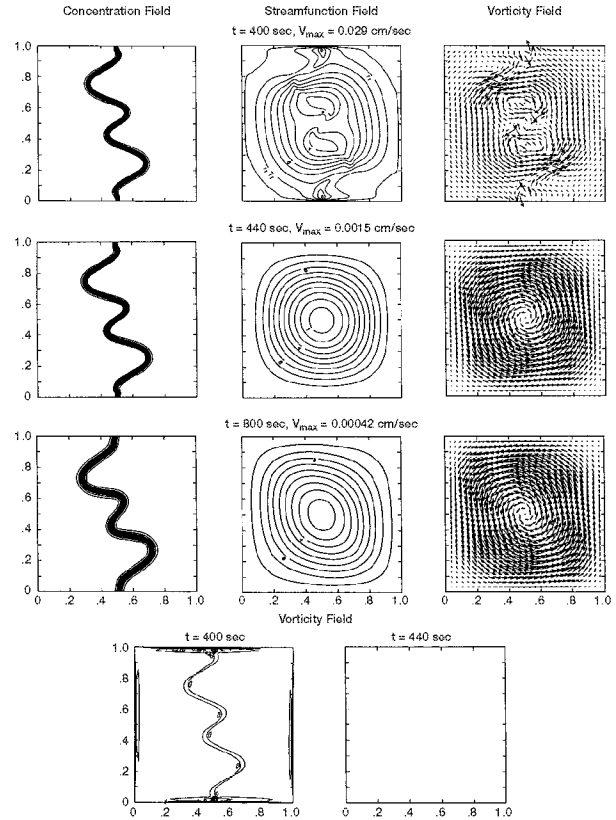 Concentration Field
Streamfunction Field
Vorticity Field
t = 400 sec, Vmax = 0.029 cm/sec
1.0
.8
.6
.4
.2
0
t = 440 sec, Vmax = 0.0015 cm/sec
1.0
.8
.6
.4
.2
0
t = 800 sec, Vmax = 0.00042 cm/sec
1.0
.8
.6
.4
.2
0
0 .2 .4 .6 .8 1.0
0 .2 .4 .6 .8 1.0
0 .2 .4 .6 .8 1.0
Vorticity Field
t = 400 sec
t = 440 sec
1.0
.8
.6
.4
.2
0
0 .2 .4 .6 .8 1.0
0 .2 .4 .6 .8 1.0